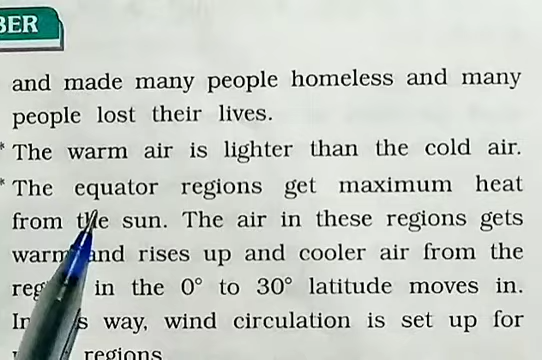 BER
and made many people homeless and many
people lost their lives.
* The warm air is lighter than the cold air.
* The equator regions get maximum heat
from the sun. The air in these regions gets
warm and rises up and cooler air from the
in the 0° to 30° latitude moves in.
way, wind circulation is set up for
regions